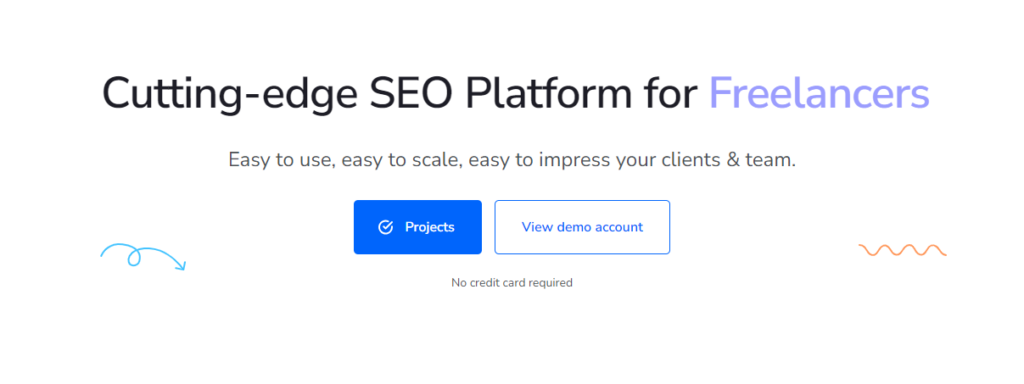 Cutting-edge SEO Platform for Freelancers
Easy to use, easy to scale, easy to impress your clients & team.
Projects
View demo account
No credit card required